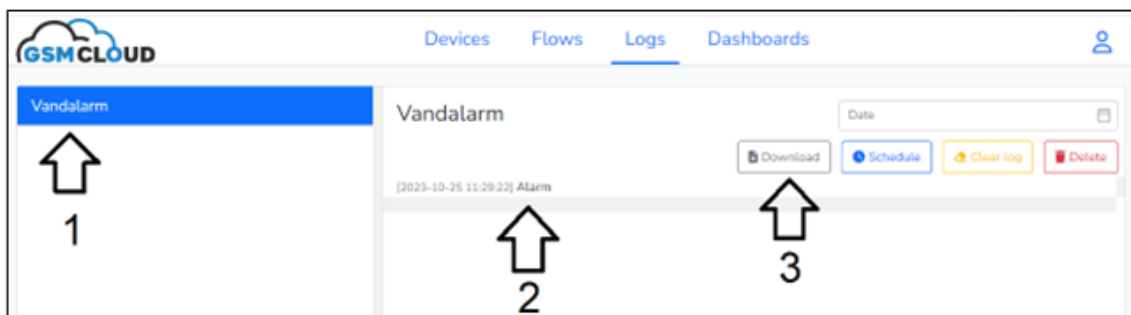 GSMCLOUD
Devices Flows Logs Dashboards
Vandalarm
Vandalarm
Date
Download Schedule Clear log Delete
[2023-10-25 11:29:22] Alarm
1
2
3